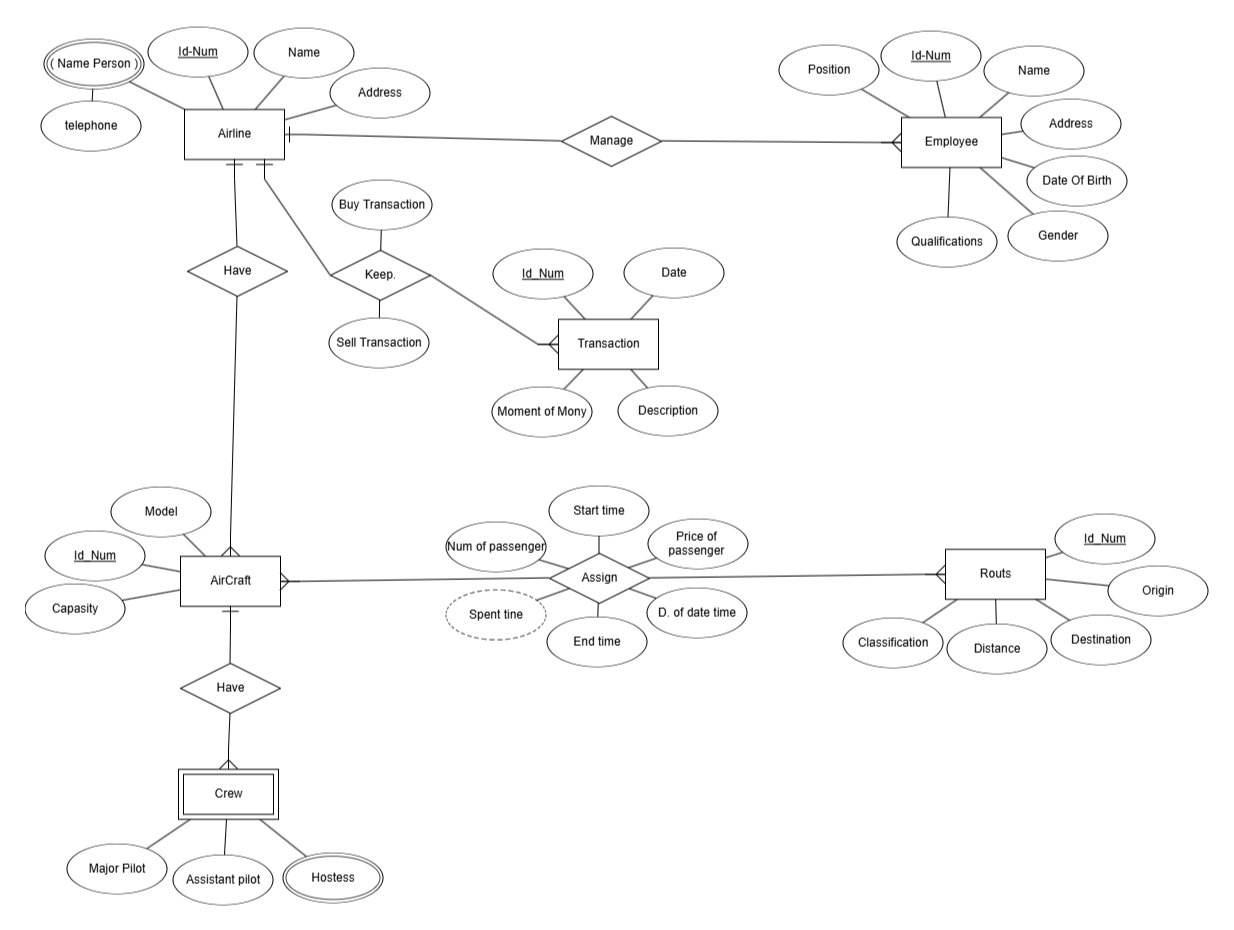 ( Name Person )
Id-Num
Name
Address
telephone
Airline
Manage
Position
Id-Num
Name
Address
Employee
Date Of Birth
Qualifications
Gender
Have
Buy Transaction
Keep.
Sell Transaction
Id_Num
Date
Transaction
Moment of Mony
Description
Model
Id_Num
AirCraft
Capasity
Start time
Num of passenger
Price of
passenger
Assign
Spent tine
D. of date time
End time
Id_Num
Routs
Origin
Classification
Distance
Destination
Have
Crew
Major Pilot
Assistant pilot
Hostess